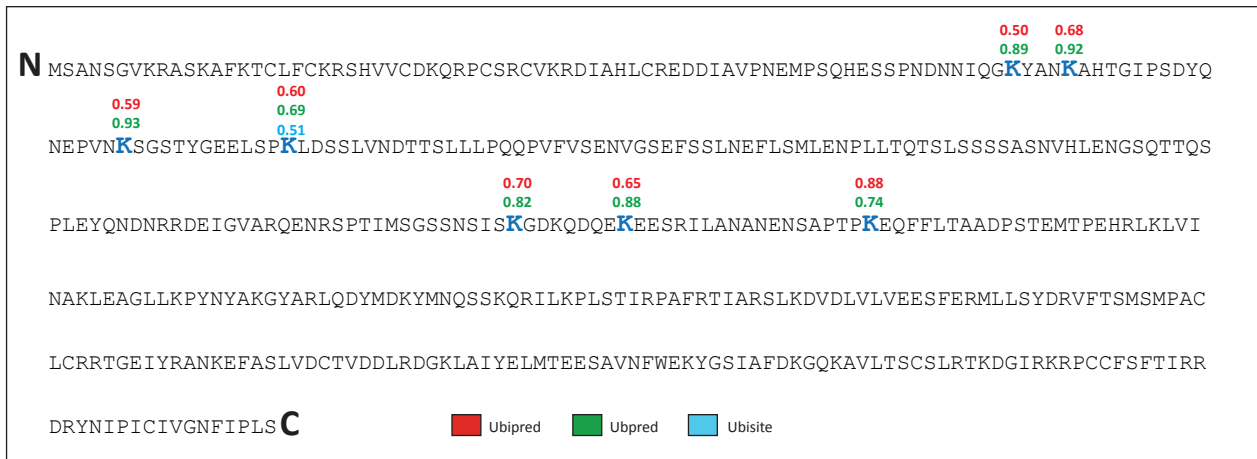 0.50 0.68
0.89 0.92
N MSANSGVKRASKAFKTCLFCKRSHVVCDKQRPCSRCVKRDIAHLCREDDIAVPNEMPSQHESSPNDNNIQGKYANKAHTGIPSDYQ
0.59 0.60
0.93 0.69
0.51
NEPVNKSGSTYGEELSPKLDSSLVNDTTSLLLPQQPVFVSENVGSEFSSLNEFLSMLENPLLTQTSLSSSSASNVHLENGSQTTQS
0.70 0.65 0.88
0.82 0.88 0.74
PLEYQNDNRRDEIGVARQENRSPTIMSGSSNSISKGDKQDQEKEESRILANANENSAPTPKEQFFLTAADPSTEMTPEHRLKLVI
NAKLEAGLLKPYNYAKGYARLQDYMDKYMNQSSKQRILKPLSTIRPAFRTIARSLKDVDLVLVEESFERMLLSYDRVFTSMSMPAC
LCRRTGEIYRANKEFASLVDCTVDDLRDGKLAIYELMTEESAVNFWEKYGSIAFDKGQKAVLTSCSLRTKDGIRKRPCCFSFTIRR
DRYNIPICIVGNFIPLS C
Ubipred Ubpred Ubisite